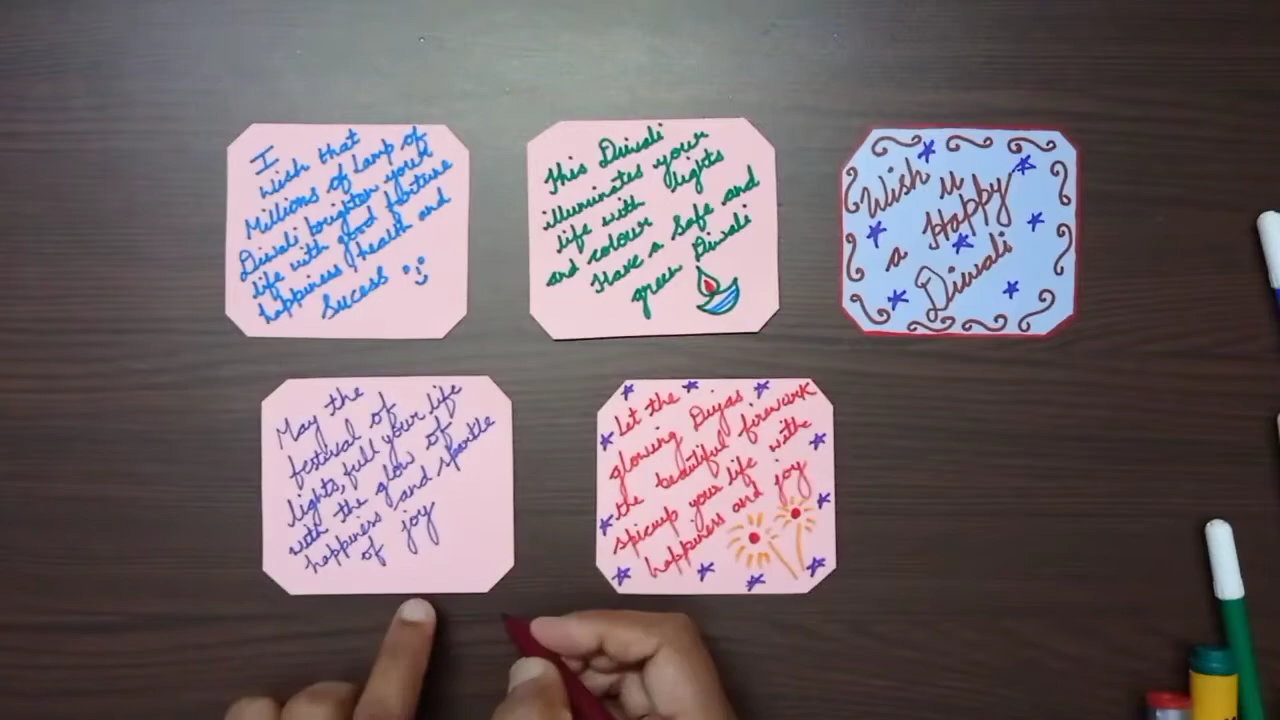 I
Wish that
Millions of Lamp of
Diwali brighten your
life with good fortune
happiness, health and
Sucess
This Diwali
illuminates your
life with lights
and colour
Have a Safe and
green Diwali
Wish u
a Happy
Diwali
May the
festival of
lights, full your life
with the glow of
happiness and sparkle
of joy
Let the
glowing Diyas
the beautiful firework
spiceup your life with
happiness and joy